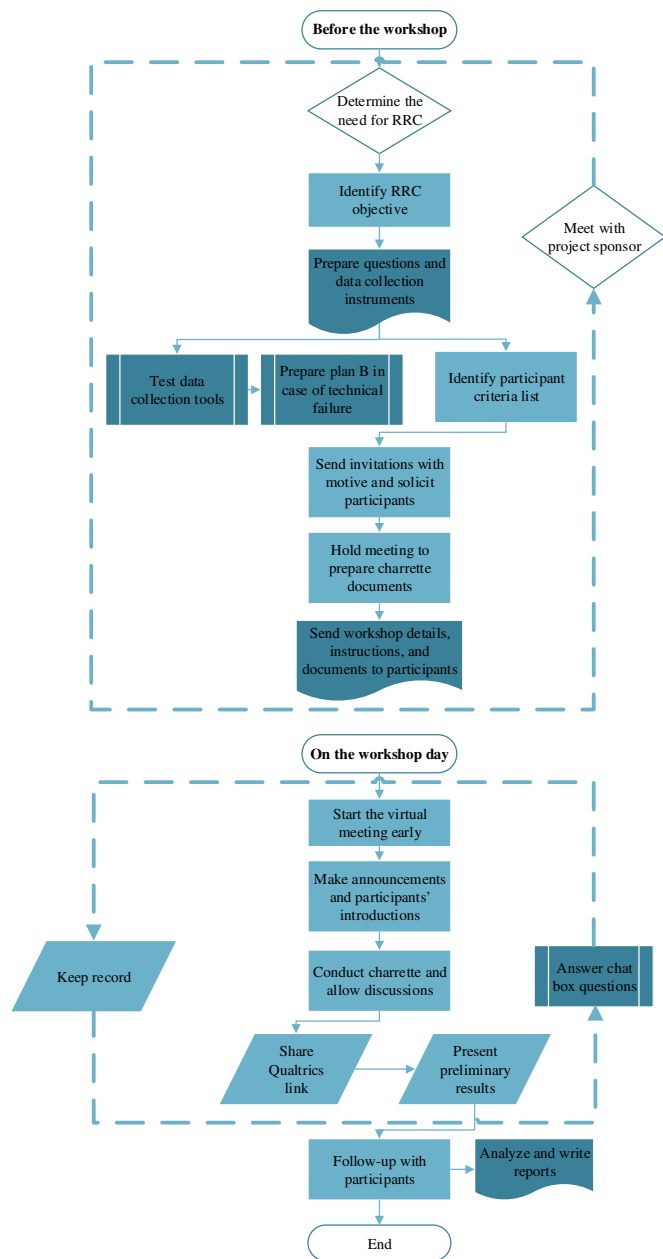 Before the workshop
Determine the
need for RRC
Identify RRC
objective
Meet with
project sponsor
Prepare questions and
data collection
instruments
Test data
collection tools
Prepare plan B in
case of technical
failure
Identify participant
criteria list
Send invitations with
motive and solicit
participants
Hold meeting to
prepare charrette
documents
Send workshop details,
instructions, and
documents to participants
On the workshop day
Start the virtual
meeting early
Make announcements
and participants’
introductions
Keep record
Conduct charrette and
allow discussions
Answer chat
box questions
Share
Qualtrics
link
Present
preliminary
results
Follow-up with
participants
Analyze and write
reports
End